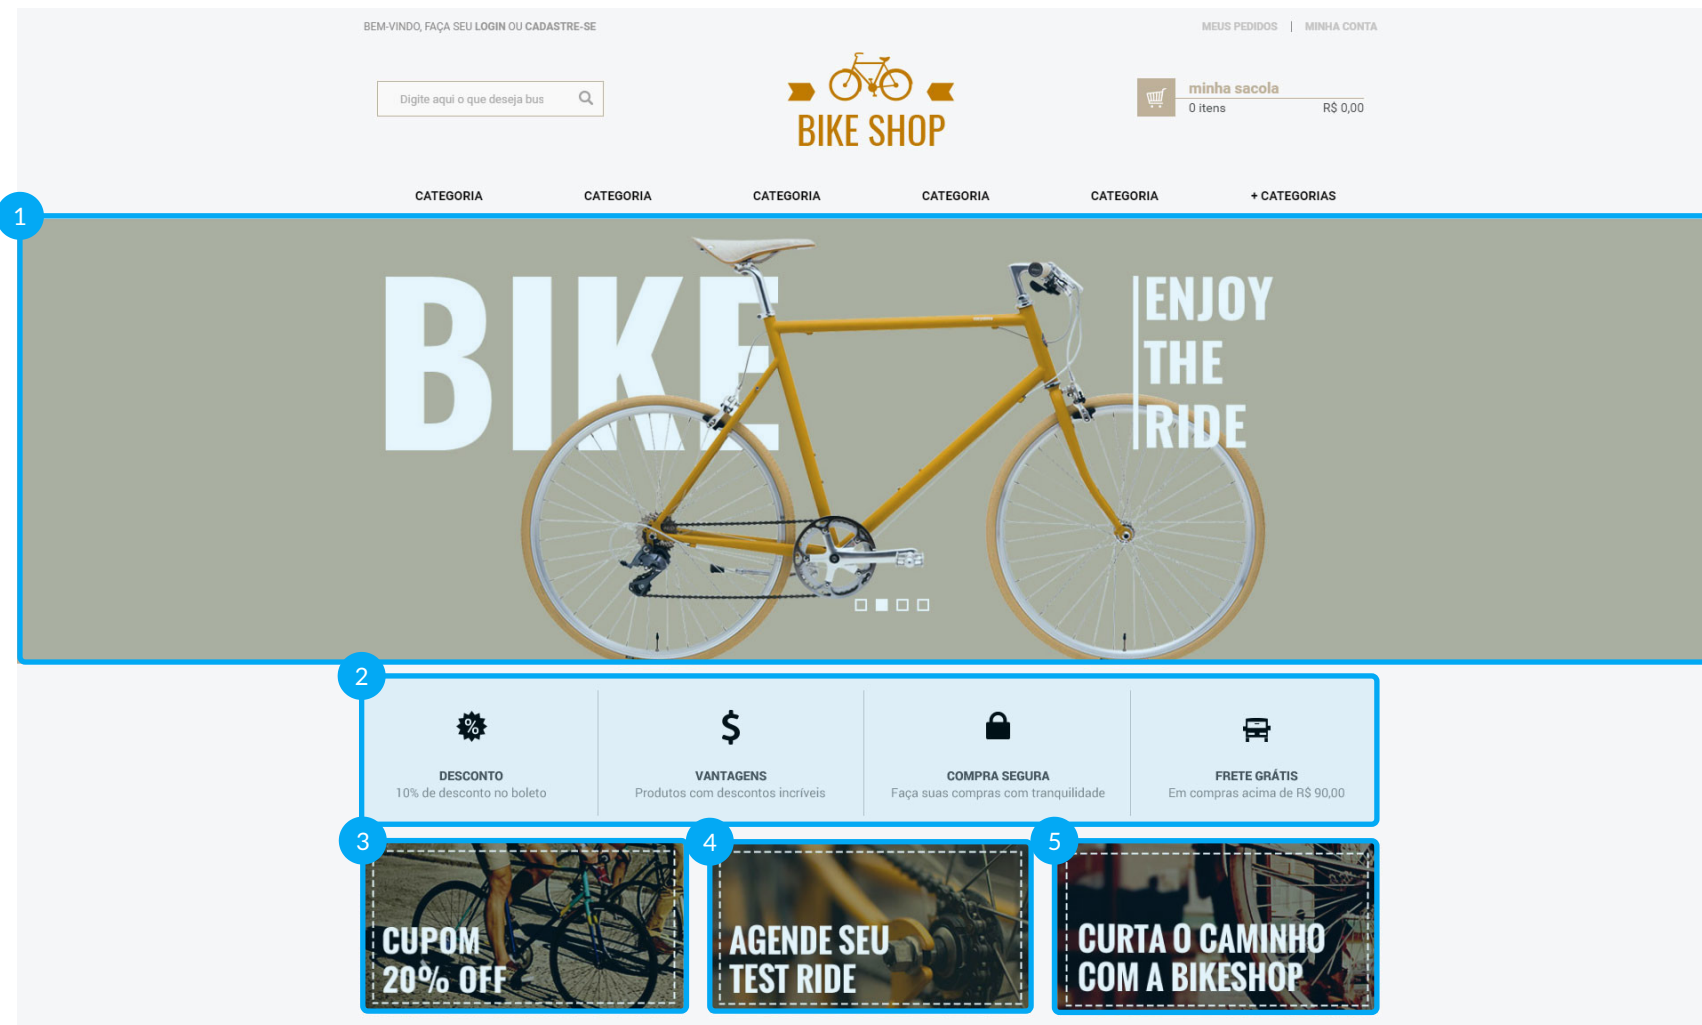 BEM-VINDO, FAÇA SEU LOGIN OU CADASTRE-SE
MEUS PEDIDOS | MINHA CONTA
Digite aqui o que deseja bus
BIKE SHOP
minha sacola
0 itens R$ 0,00
CATEGORIA CATEGORIA CATEGORIA CATEGORIA CATEGORIA + CATEGORIAS
1
BIKE
ENJOY
THE
RIDE
2
%
$
DESCONTO
10% de desconto no boleto
VANTAGENS
Produtos com descontos incríveis
COMPRA SEGURA
Faça suas compras com tranquilidade
FRETE GRÁTIS
Em compras acima de R$ 90,00
3
CUPOM
20% OFF
4
AGENDE SEU
TEST RIDE
5
CURTA O CAMINHO
COM A BIKESHOP